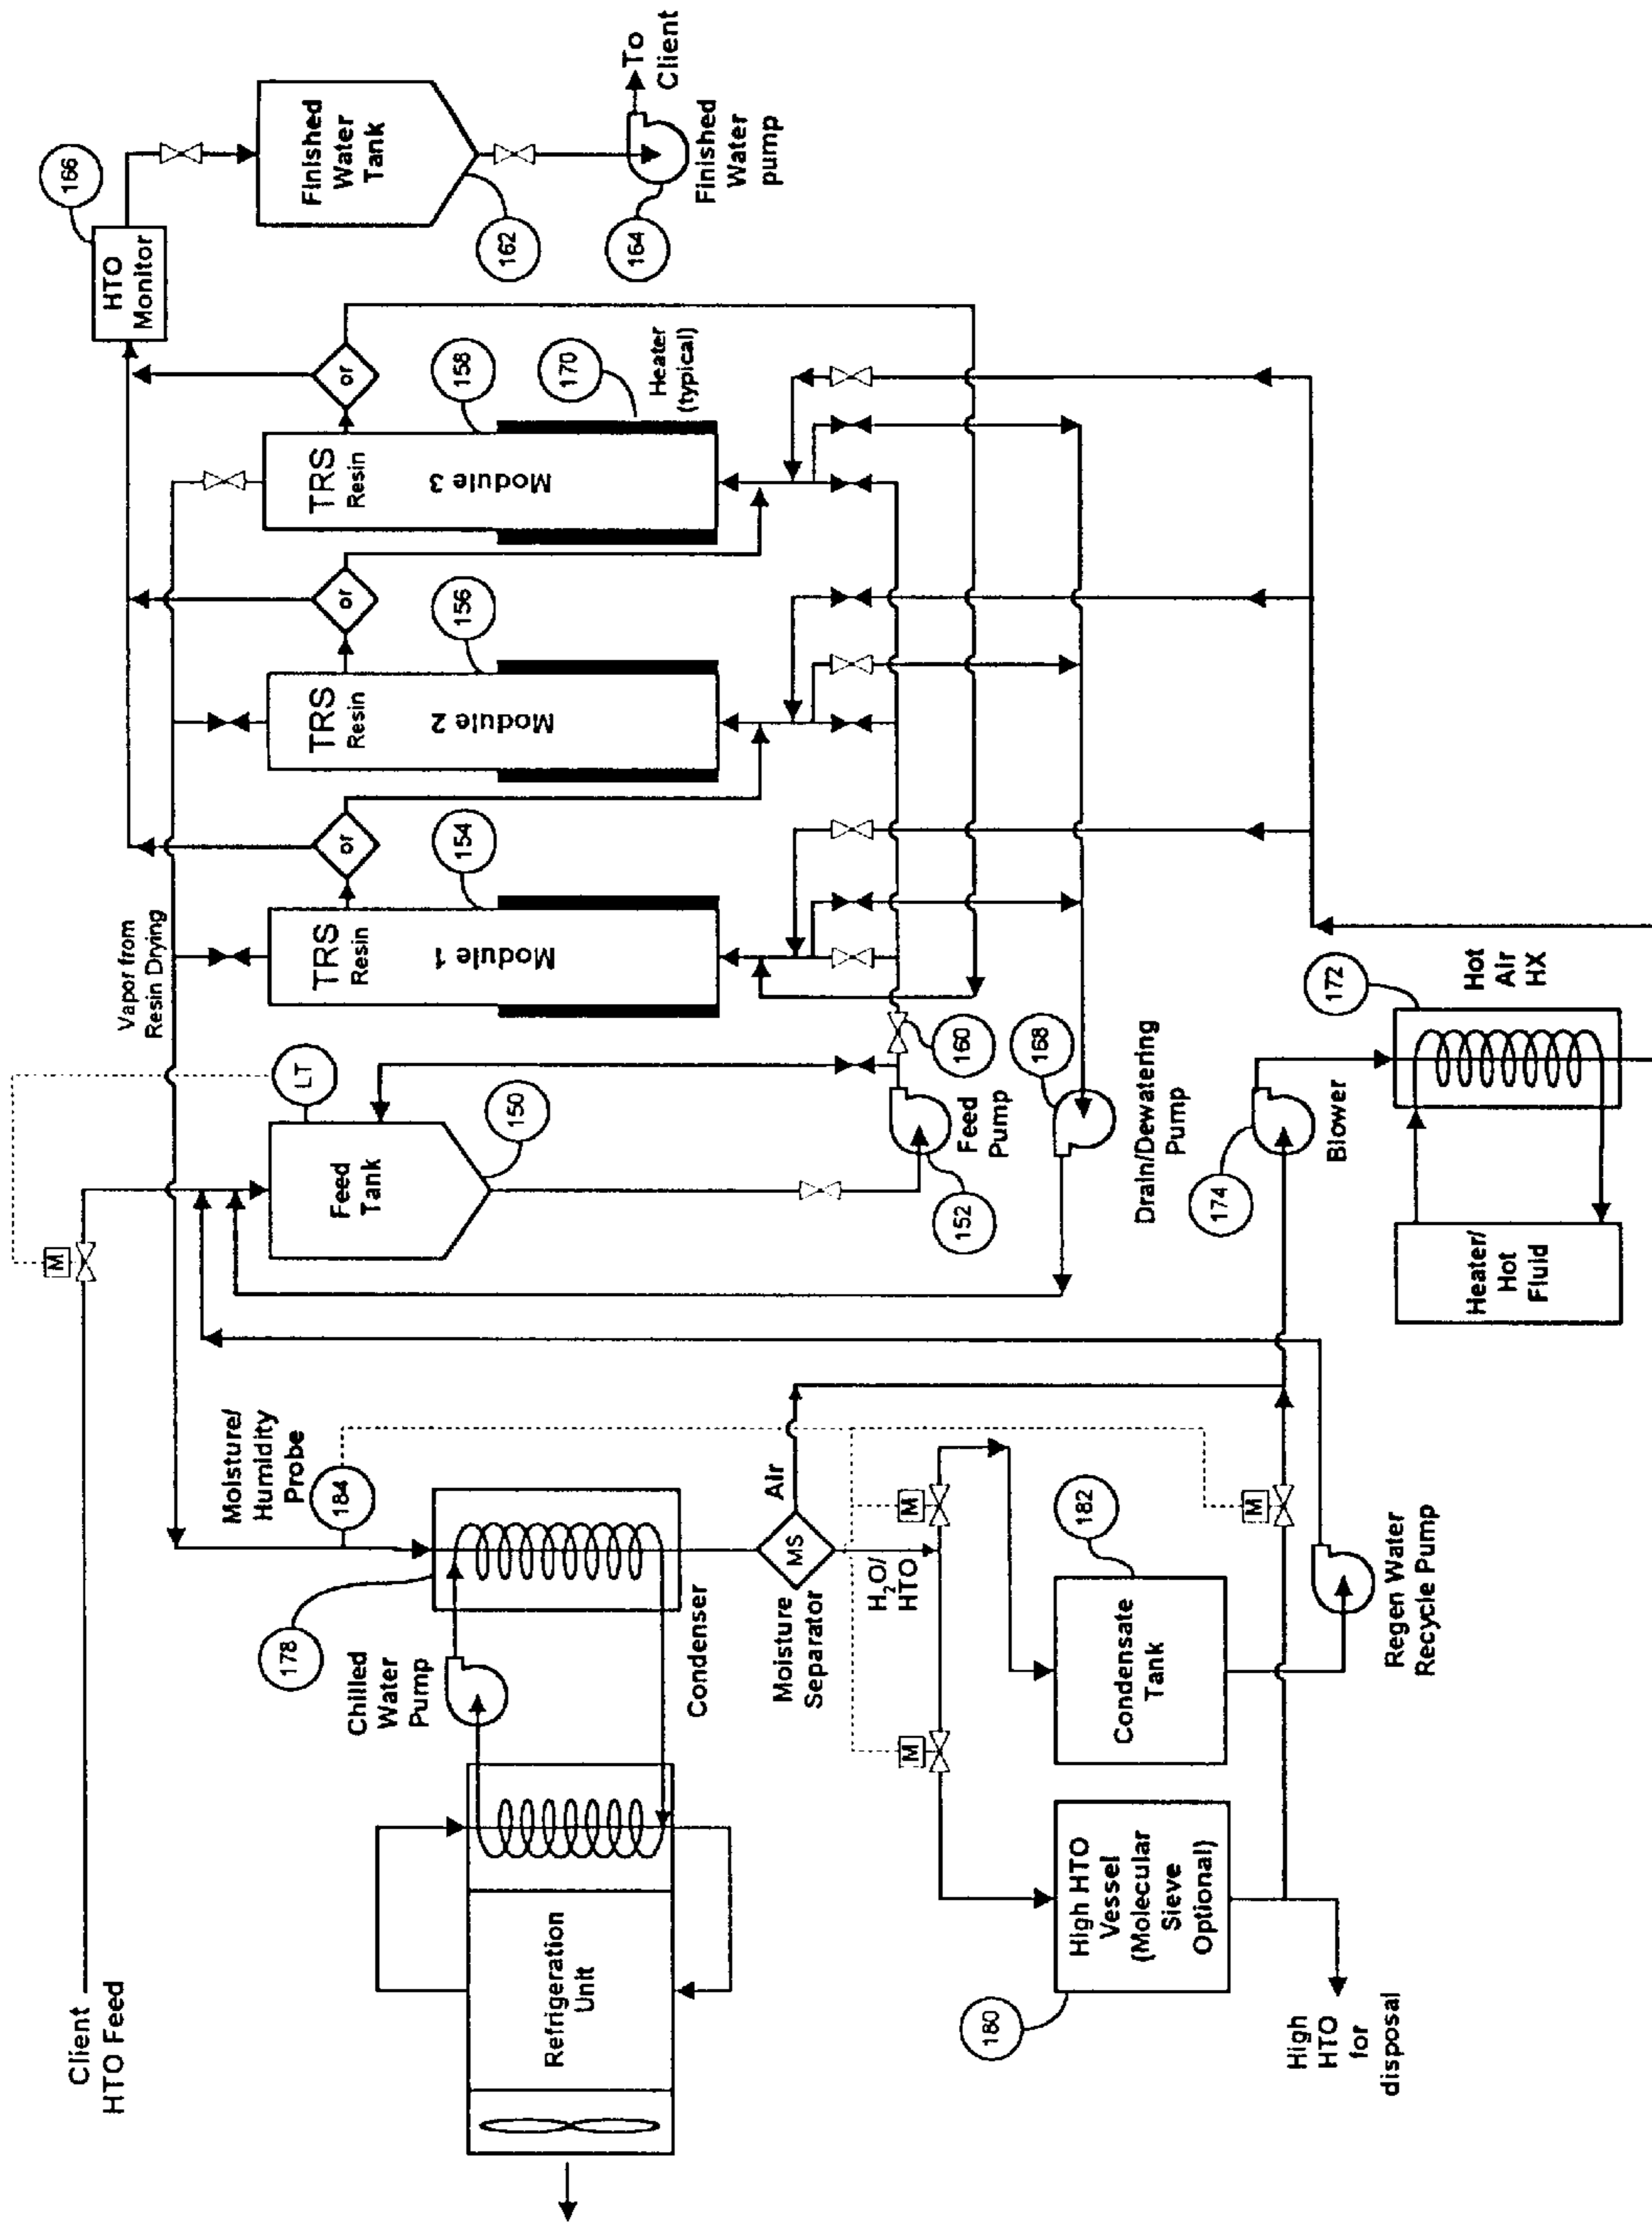 Client
HTO Feed
M
Vapor from
Resin Drying
HTO
Monitor
166
Moisture/
Humidity
Probe
184
LT
Feed
Tank
150
TRS
Resin
Module 1
154
or
TRS
Resin
Module 2
156
or
TRS
Resin
Module 3
158
or
170
Heater
(typical)
Finished
Water
Tank
162
164
To
Client
Finished
Water
pump
178
Chilled
Water
Pump
Refrigeration
Unit
Condenser
Moisture
Separator
MS
Air
H2O/
HTO
M
M
152
Feed
Pump
160
168
Drain/Dewatering
Pump
180
High HTO
Vessel
(Molecular
Sieve
Optional)
Condensate
Tank
182
M
174
Blower
172
Hot
Air
HX
High
HTO
for
disposal
Regen Water
Recycle Pump
Heater/
Hot
Fluid